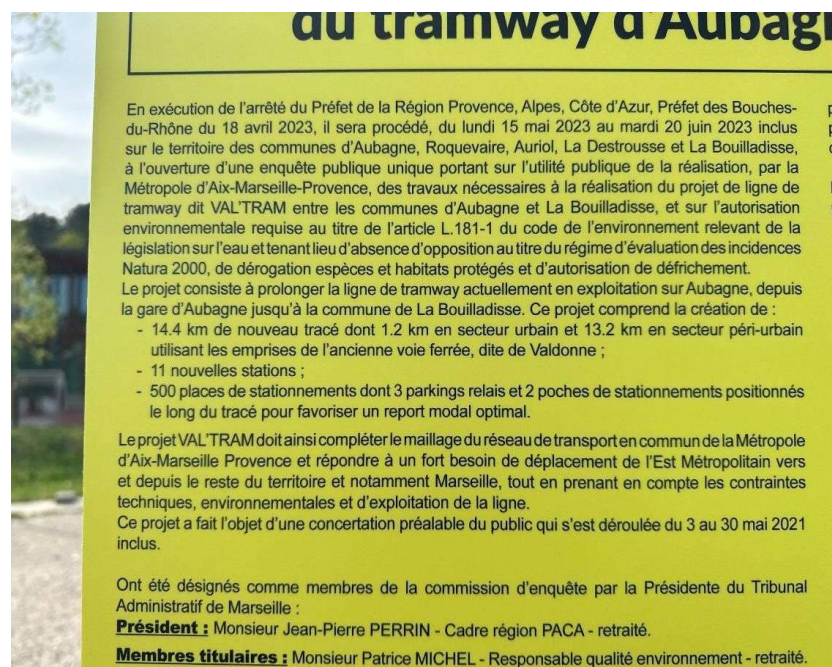 du tramway d'Aubag
En exécution de l'arrêté du Préfet de la Région Provence, Alpes, Côte d'Azur, Préfet des Bouches-
du-Rhône du 18 avril 2023, il sera procédé, du lundi 15 mai 2023 au mardi 20 juin 2023 inclus
sur le territoire des communes d'Aubagne, Roquevaire, Auriol, La Destrousse et La Bouilladisse,
à l'ouverture d'une enquête publique unique portant sur l'utilité publique de la réalisation, par la
Métropole d'Aix-Marseille-Provence, des travaux nécessaires à la réalisation du projet de ligne de
tramway dit VAL'TRAM entre les communes d'Aubagne et La Bouilladisse, et sur l'autorisation
environnementale requise au titre de l'article L.181-1 du code de l'environnement relevant de la
législation sur l'eau et tenant lieu d'absence d'opposition au titre du régime d'évaluation des incidences
Natura 2000, de dérogation espèces et habitats protégés et d'autorisation de défrichement.
Le projet consiste à prolonger la ligne de tramway actuellement en exploitation sur Aubagne, depuis
la gare d'Aubagne jusqu'à la commune de La Bouilladisse. Ce projet comprend la création de :
- 14.4 km de nouveau tracé dont 1.2 km en secteur urbain et 13.2 km en secteur péri-urbain
utilisant les emprises de l'ancienne voie ferrée, dite de Valdonne ;
- 11 nouvelles stations ;
- 500 places de stationnements dont 3 parkings relais et 2 poches de stationnements positionnés
le long du tracé pour favoriser un report modal optimal.
Le projet VAL'TRAM doit ainsi compléter le maillage du réseau de transport en commun de la Métropole
d'Aix-Marseille Provence et répondre à un fort besoin de déplacement de l'Est Métropolitain vers
et depuis le reste du territoire et notamment Marseille, tout en prenant en compte les contraintes
techniques, environnementales et d'exploitation de la ligne.
Ce projet a fait l'objet d'une concertation préalable du public qui s'est déroulée du 3 au 30 mai 2021
inclus.
Ont été désignés comme membres de la commission d'enquête par la Présidente du Tribunal
Administratif de Marseille :
Président : Monsieur Jean-Pierre PERRIN - Cadre région PACA - retraité.
Membres titulaires : Monsieur Patrice MICHEL - Responsable qualité environnement - retraité.